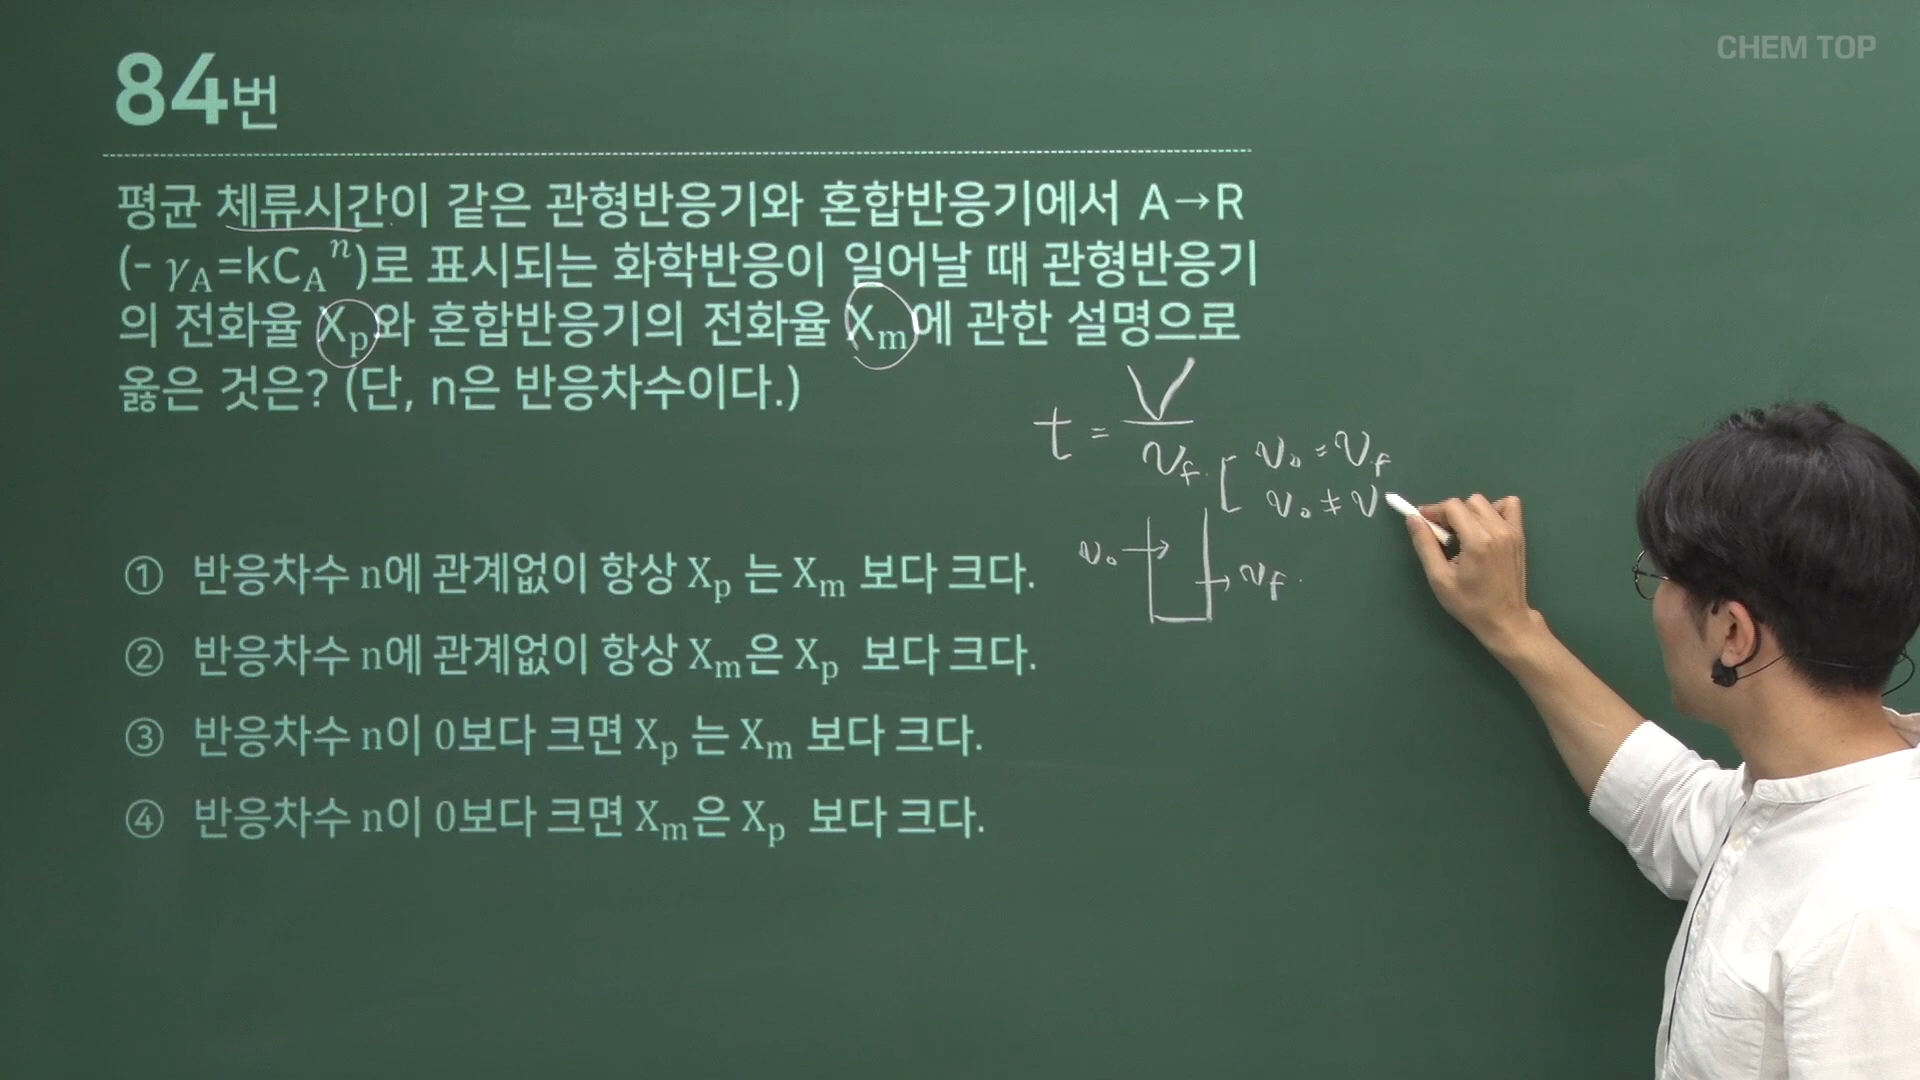 CHEM TOP
84번
평균 체류시간이 같은 관형반응기와 혼합반응기에서 A→R
(- γA=kCA^n)로 표시되는 화학반응이 일어날 때 관형반응기
의 전화율 Xp와 혼합반응기의 전화율 Xm에 관한 설명으로
옳은 것은? (단, n은 반응차수이다.)
t = V/vf
v0 = vf
v0 ≠ v
v0 → → vf
① 반응차수 n에 관계없이 항상 Xp 는 Xm 보다 크다.
② 반응차수 n에 관계없이 항상 Xm은 Xp 보다 크다.
③ 반응차수 n이 0보다 크면 Xp 는 Xm 보다 크다.
④ 반응차수 n이 0보다 크면 Xm은 Xp 보다 크다.